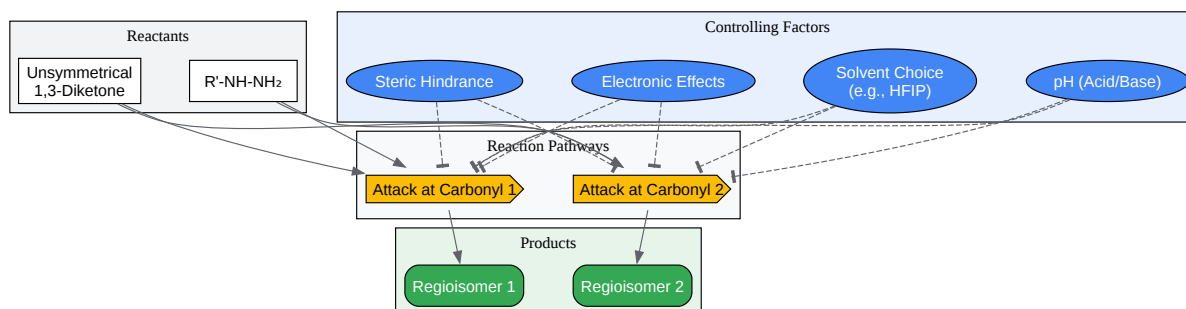 Reactants
Unsymmetrical
1,3-Diketone
R'-NH-NH₂
Controlling Factors
Steric Hindrance
Electronic Effects
Solvent Choice
(e.g., HFIP)
pH (Acid/Base)
Reaction Pathways
Attack at Carbonyl 1
Attack at Carbonyl 2
Products
Regioisomer 1
Regioisomer 2